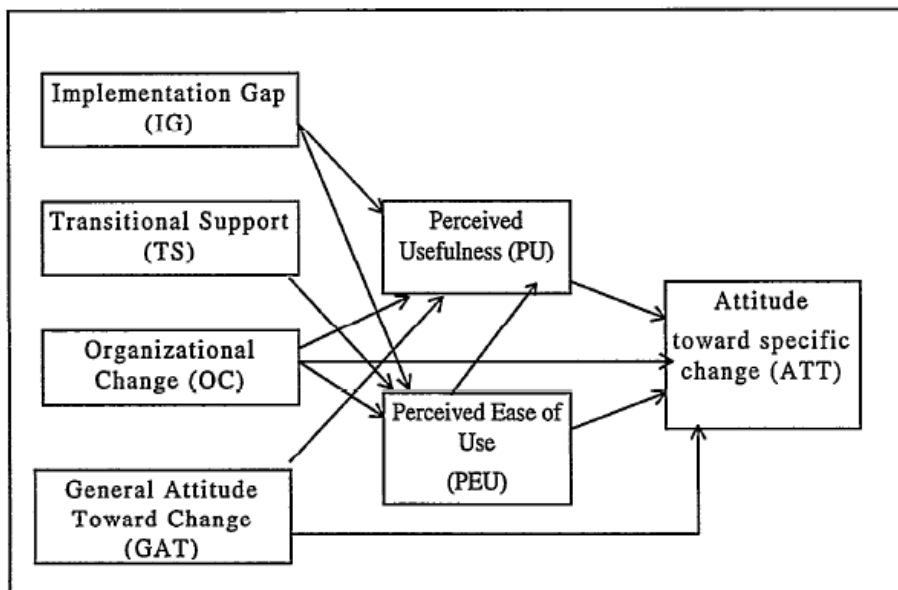 Implementation Gap
(IG)
Transitional Support
(TS)
Organizational
Change (OC)
General Attitude
Toward Change
(GAT)
Perceived
Usefulness (PU)
Perceived Ease of
Use
(PEU)
Attitude
toward specific
change (ATT)